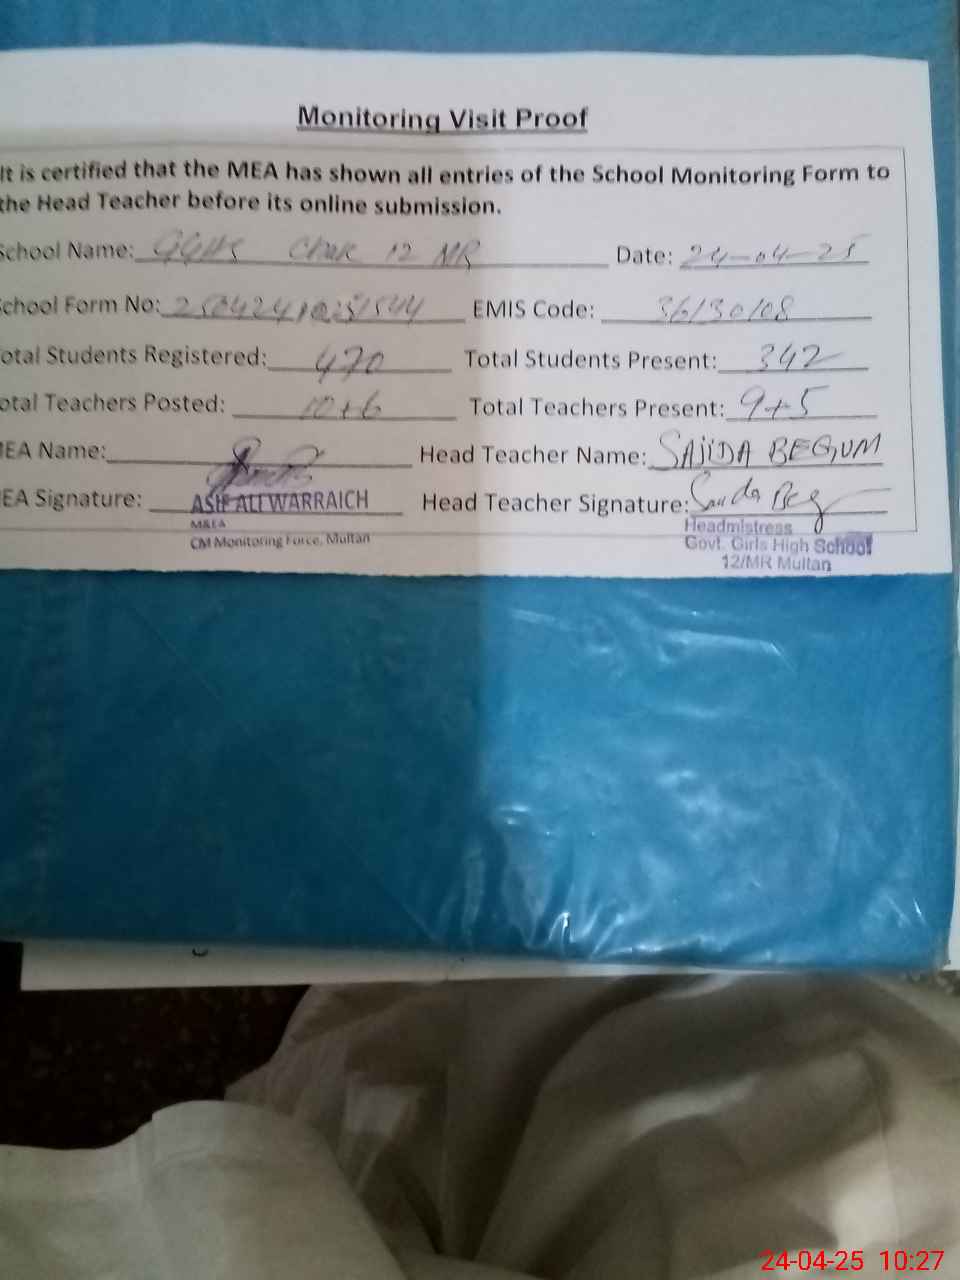 Monitoring Visit Proof
It is certified that the MEA has shown all entries of the School Monitoring Form to
the Head Teacher before its online submission.
School Name: GGHS Chak 12 MR Date: 24-04-25
School Form No: EMIS Code: 36130108
otal Students Registered: 470 Total Students Present: 342
otal Teachers Posted: 10+6 Total Teachers Present: 9+5
MEA Name: Head Teacher Name: SAJIDA BEGUM
EA Signature: ASIF ALI WARRAICH Head Teacher Signature:
M&EA Headmistress
CM Monitoring Force, Multan Govt. Girls High School
12/MR Multan
24-04-25 10:27